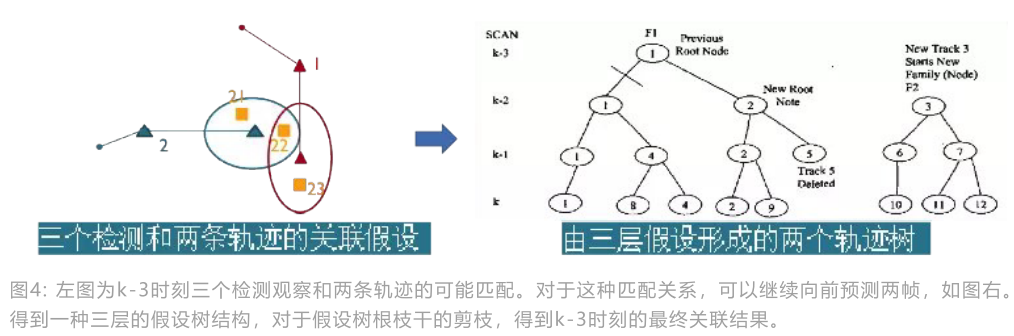 1
21
2
22
23
三个检测和两条轨迹的关联假设
SCAN
k-3
k-2
k-1
k
F1
Previous
Root Node
1
New Root
Note
1
2
1
4
2
5
Track 5
Deleted
1
8
4
2
9
New Track 3
Starts New
Family (Node)
F2
3
6
7
10
11
12
由三层假设形成的两个轨迹树
图4: 左图为k-3时刻三个检测观察和两条轨迹的可能匹配。对于这种匹配关系，可以继续向前预测两帧，如图右。
得到一种三层的假设树结构，对于假设树根枝干的剪枝，得到k-3时刻的最终关联结果。